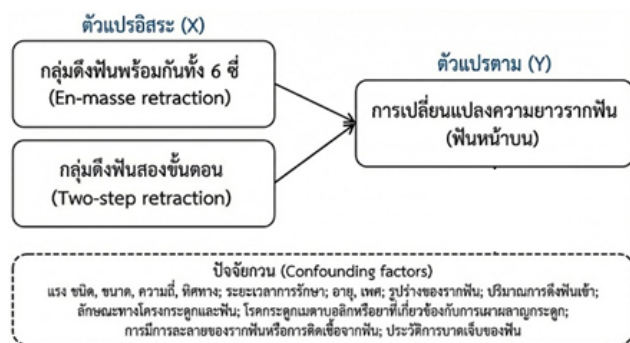 ตัวแปรอิสระ (X)
กลุ่มดึงฟันพร้อมกันทั้ง 6 ซี่
(En-masse retraction)
กลุ่มดึงฟันสองขั้นตอน
(Two-step retraction)
ตัวแปรตาม (Y)
การเปลี่ยนแปลงความยาวรากฟัน
(ฟันหน้าบน)
ปัจจัยกวน (Confounding factors)
แรง ชนิด, ขนาด, ความถี่, ทิศทาง; ระยะเวลาการรักษา; อายุ, เพศ; รูปร่างของรากฟัน; ปริมาณการดึงฟันเข้า;
ลักษณะทางโครงกระดูกและฟัน; โรคกระดูกเมตาบอลิกหรือยาที่เกี่ยวข้องกับการเผาผลาญกระดูก;
การมีการละลายของรากฟันหรือการติดเชื้อจากฟัน; ประวัติการบาดเจ็บของฟัน